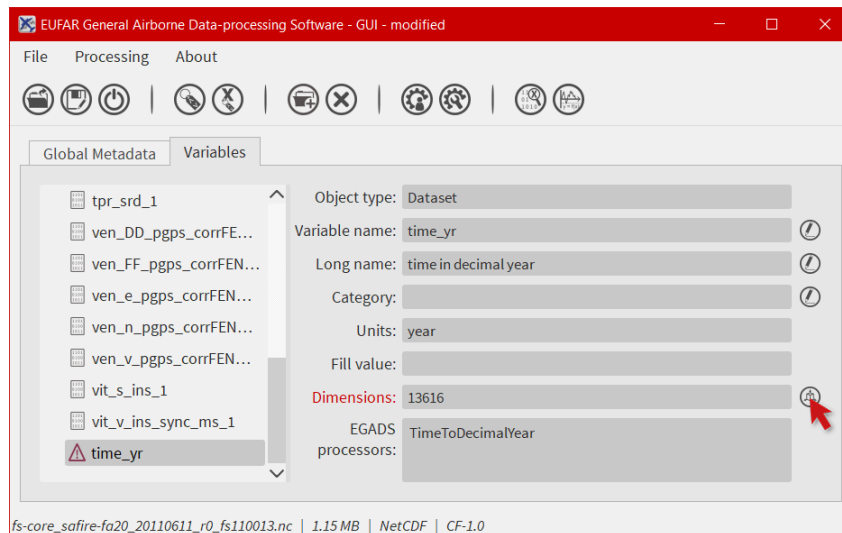 EUFAR General Airborne Data-processing Software - GUI - modified
File Processing About
Global Metadata Variables
tpr_srd_1
ven_DD_pgps_corrFE...
ven_FF_pgps_corrFEN...
ven_e_pgps_corrFEN...
ven_n_pgps_corrFEN...
ven_v_pgps_corrFEN...
vit_s_ins_1
vit_v_ins_sync_ms_1
time_yr
Object type: Dataset
Variable name: time_yr
Long name: time in decimal year
Category:
Units: year
Fill value:
Dimensions: 13616
EGADS processors: TimeToDecimalYear
fs-core_safire-fa20_20110611_r0_fs110013.nc | 1.15 MB | NetCDF | CF-1.0